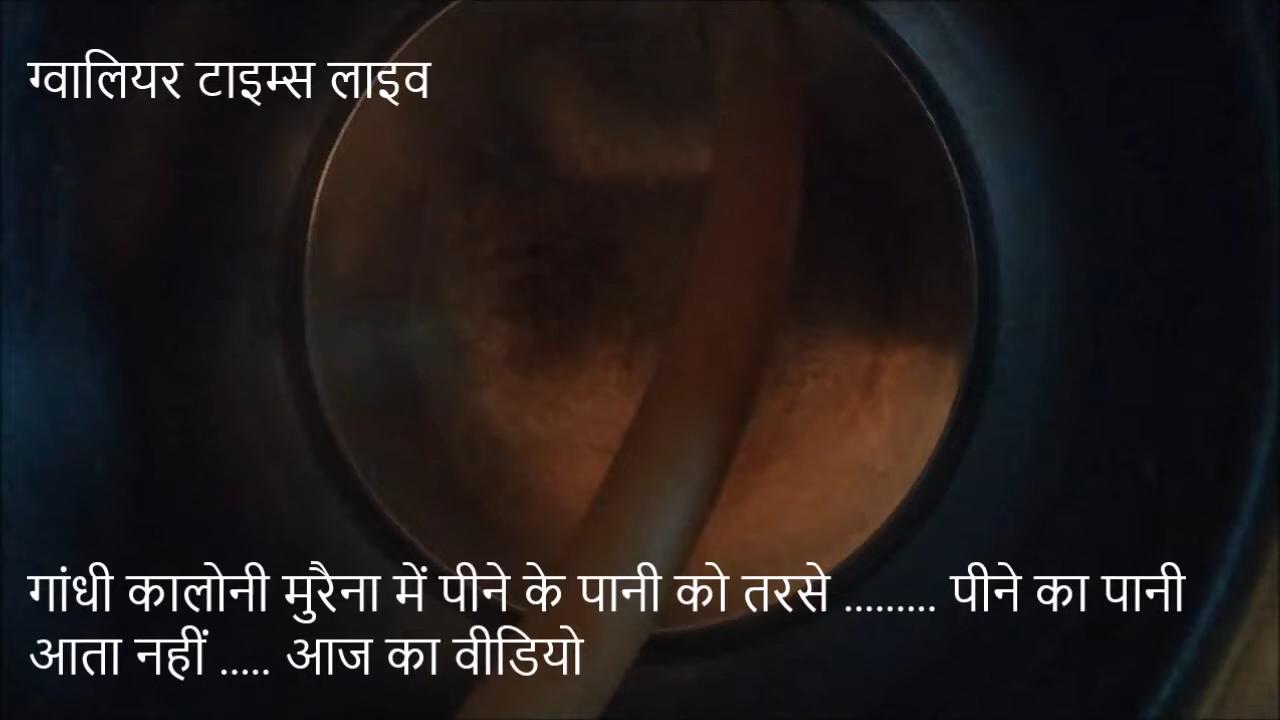 ग्वालियर टाइम्स लाइव
गांधी कालोनी मुरैना में पीने के पानी को तरसे ......... पीने का पानी
आता नहीं ..... आज का वीडियो